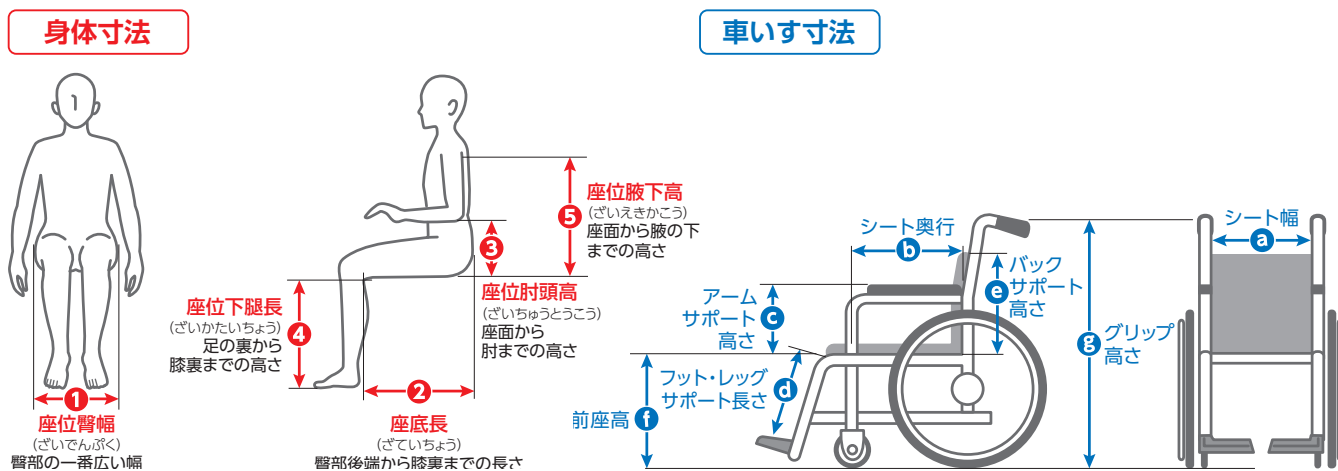 身体寸法
❶
座位臀幅
(ざいでんぷく)
臀部の一番広い幅
座位下腿長
(ざいかたいちょう)
足の裏から
膝裏までの高さ
❹
❷
座底長
(ざていちょう)
臀部後端から膝裏までの長さ
❸
座位肘頭高
(ざいちゅうとうこう)
座面から
肘までの高さ
❺
座位腋下高
(ざいえきかこう)
座面から腋の下
までの高さ
車いす寸法
シート奥行
b
アーム
サポート
高さ
c
フット・レッグ
サポート長さ
d
前座高
f
e
バック
サポート
高さ
g
グリップ
高さ
シート幅
a